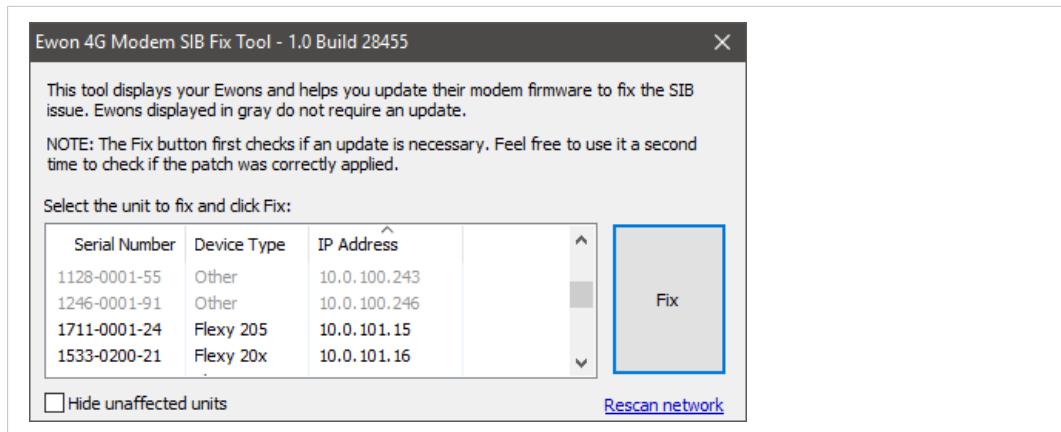 Ewon 4G Modem SIB Fix Tool - 1.0 Build 28455
This tool displays your Ewons and helps you update their modem firmware to fix the SIB
issue. Ewons displayed in gray do not require an update.
NOTE: The Fix button first checks if an update is necessary. Feel free to use it a second
time to check if the patch was correctly applied.
Select the unit to fix and click Fix:
Serial Number Device Type IP Address
1128-0001-55 Other 10.0.100.243
1246-0001-91 Other 10.0.100.246
1711-0001-24 Flexy 205 10.0.101.15
1533-0200-21 Flexy 20x 10.0.101.16
Fix
Hide unaffected units
Rescan network